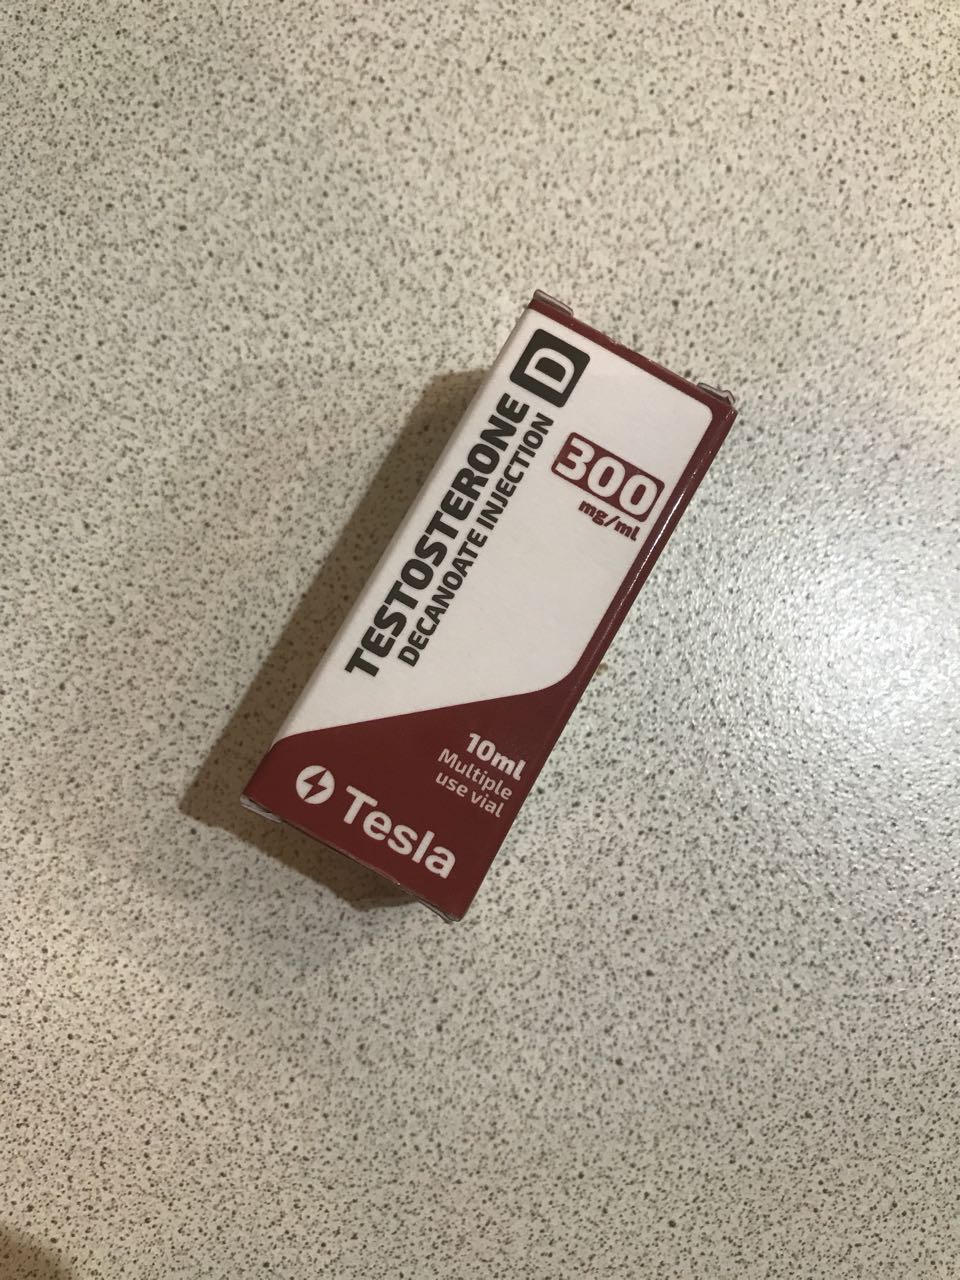 TESTOSTERONE D
DECANOATE INJECTION
300
mg/ml
10ml
Multiple
use vial
Tesla